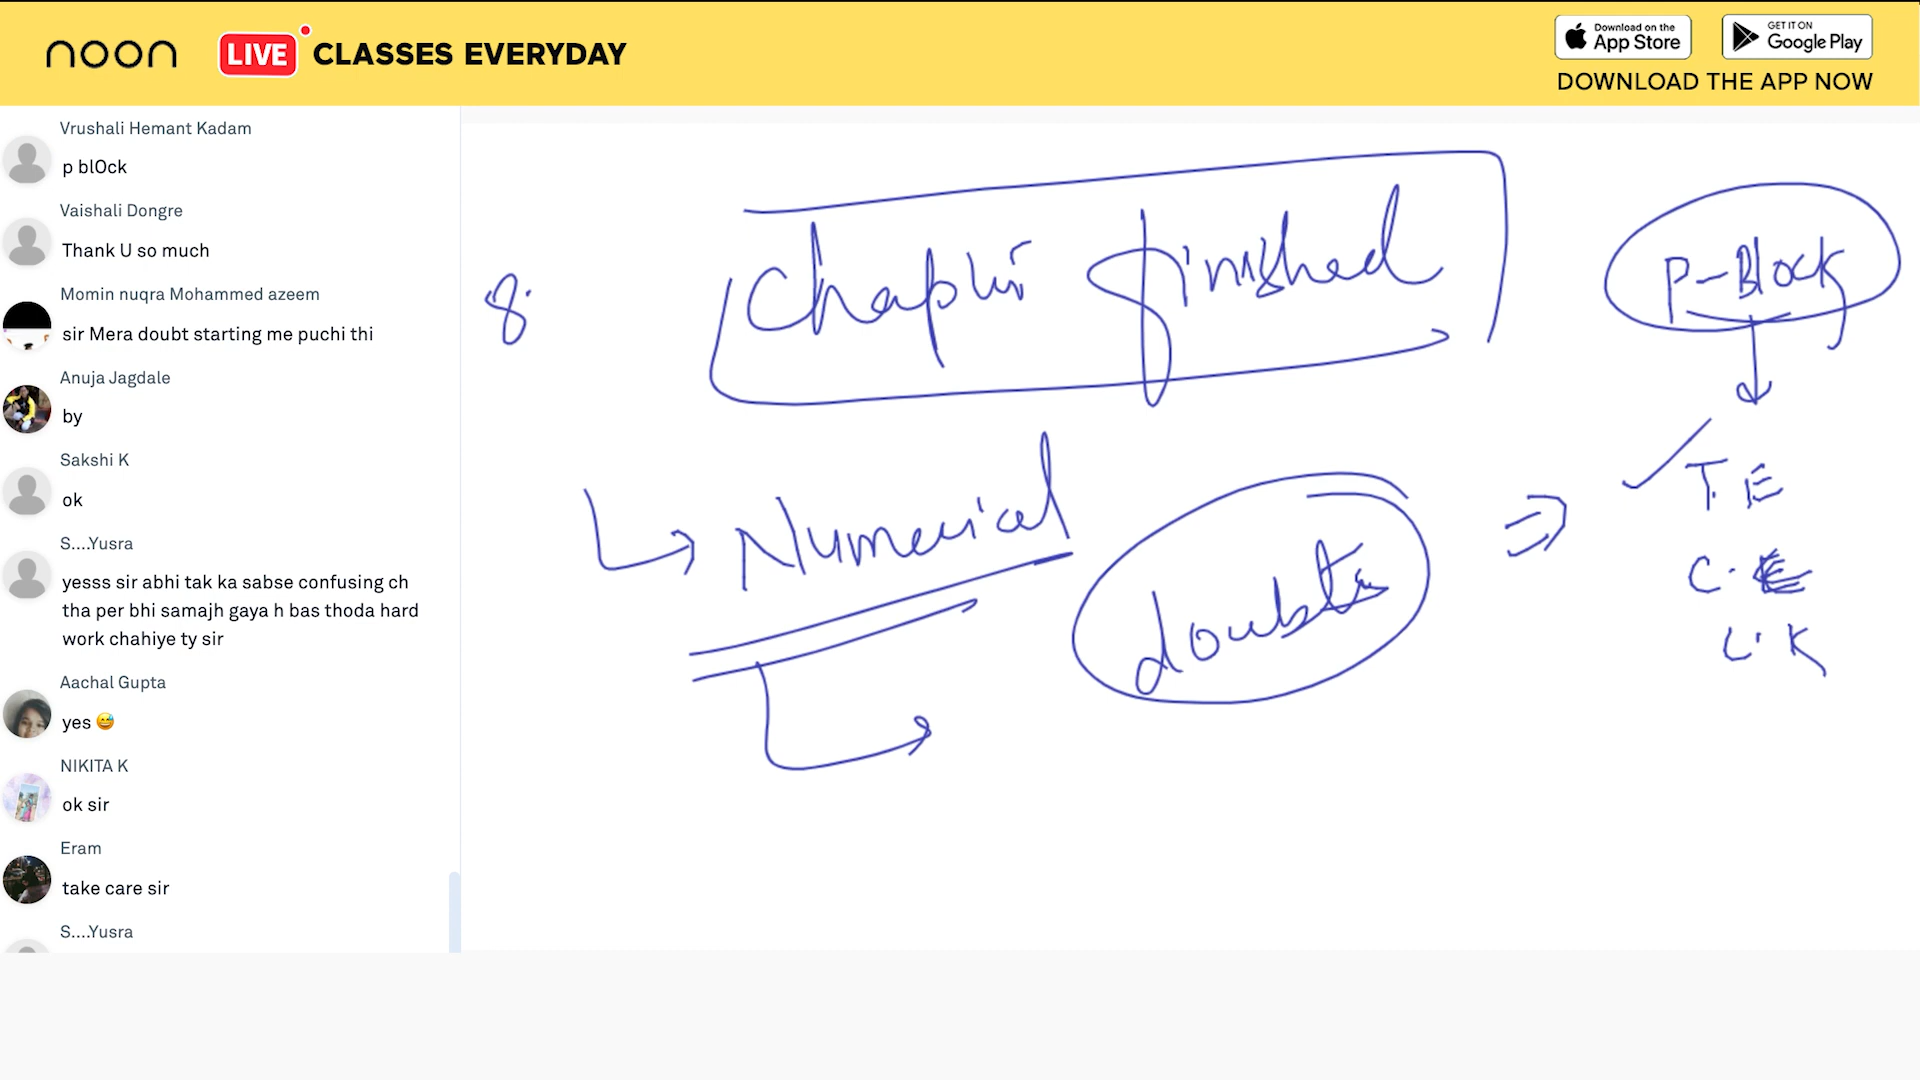 noon LIVE CLASSES EVERYDAY
Download on the App Store
GET IT ON Google Play
DOWNLOAD THE APP NOW
Vrushali Hemant Kadam
p blOck
Vaishali Dongre
Thank U so much
Momin nuqra Mohammed azeem
sir Mera doubt starting me puchi thi
Anuja Jagdale
by
Sakshi K
ok
S....Yusra
yesss sir abhi tak ka sabse confusing ch
tha per bhi samajh gaya h bas thoda hard
work chahiye ty sir
Aachal Gupta
yes 😅
NIKITA K
ok sir
Eram
take care sir
S....Yusra
8.
Chapter finished
Numerical
doubts
P-Block
T. E
C.
C. K